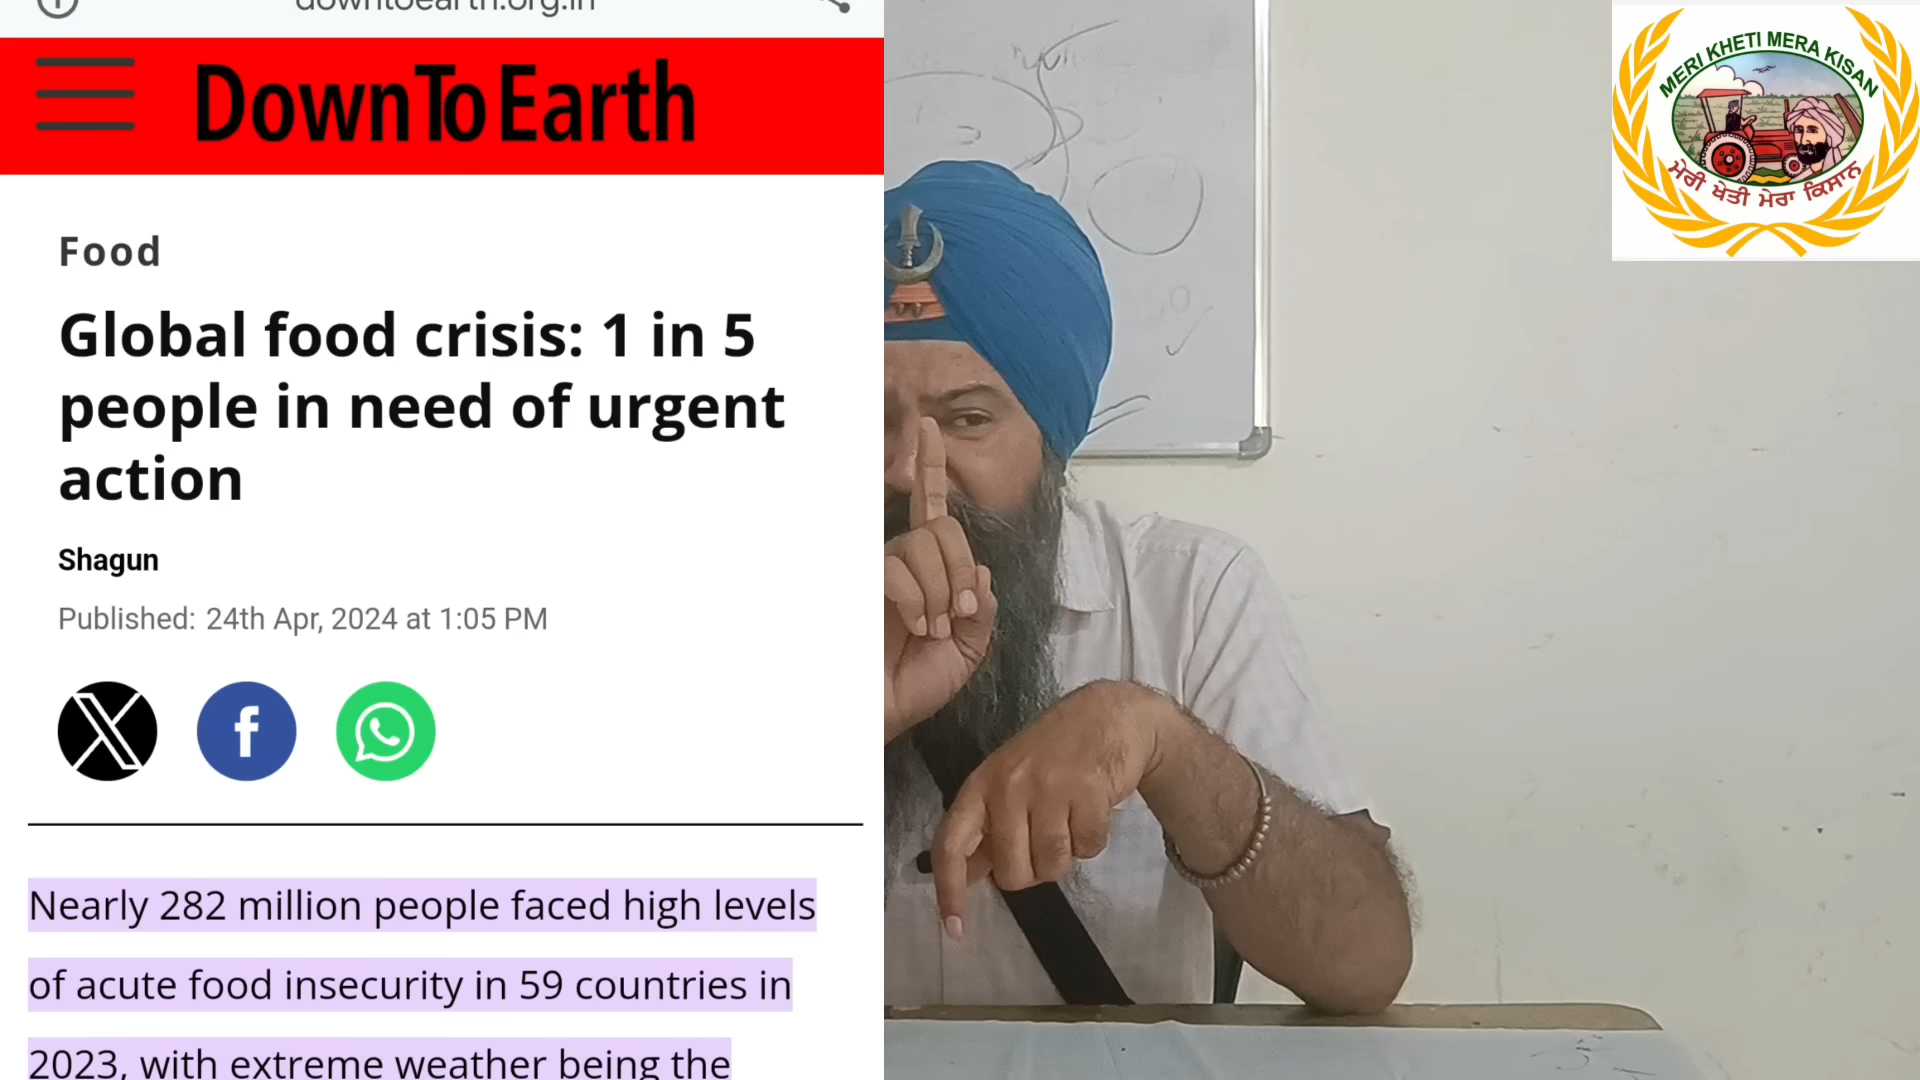 DownToEarth
Food
Global food crisis: 1 in 5
people in need of urgent
action
Shagun
Published: 24th Apr, 2024 at 1:05 PM
Nearly 282 million people faced high levels
of acute food insecurity in 59 countries in
2023, with extreme weather being the
MERI KHETI MERA KISAN
ਮੇਰੀ ਖੇਤੀ ਮੇਰਾ ਕਿਸਾਨ